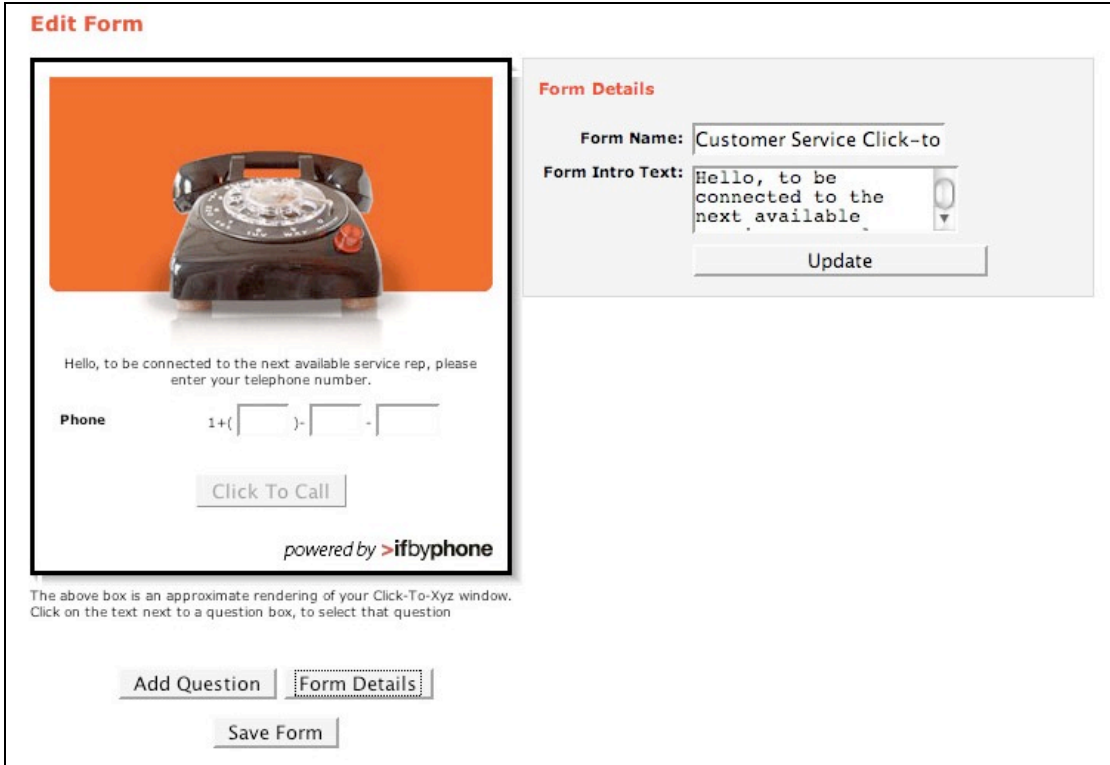 Edit Form
Hello, to be connected to the next available service rep, please
enter your telephone number.
Phone 1+( )- -
Click To Call
powered by >ifbyphone
The above box is an approximate rendering of your Click-To-Xyz window.
Click on the text next to a question box, to select that question
Add Question Form Details
Save Form
Form Details
Form Name: Customer Service Click-to
Form Intro Text: Hello, to be
connected to the
next available
Update